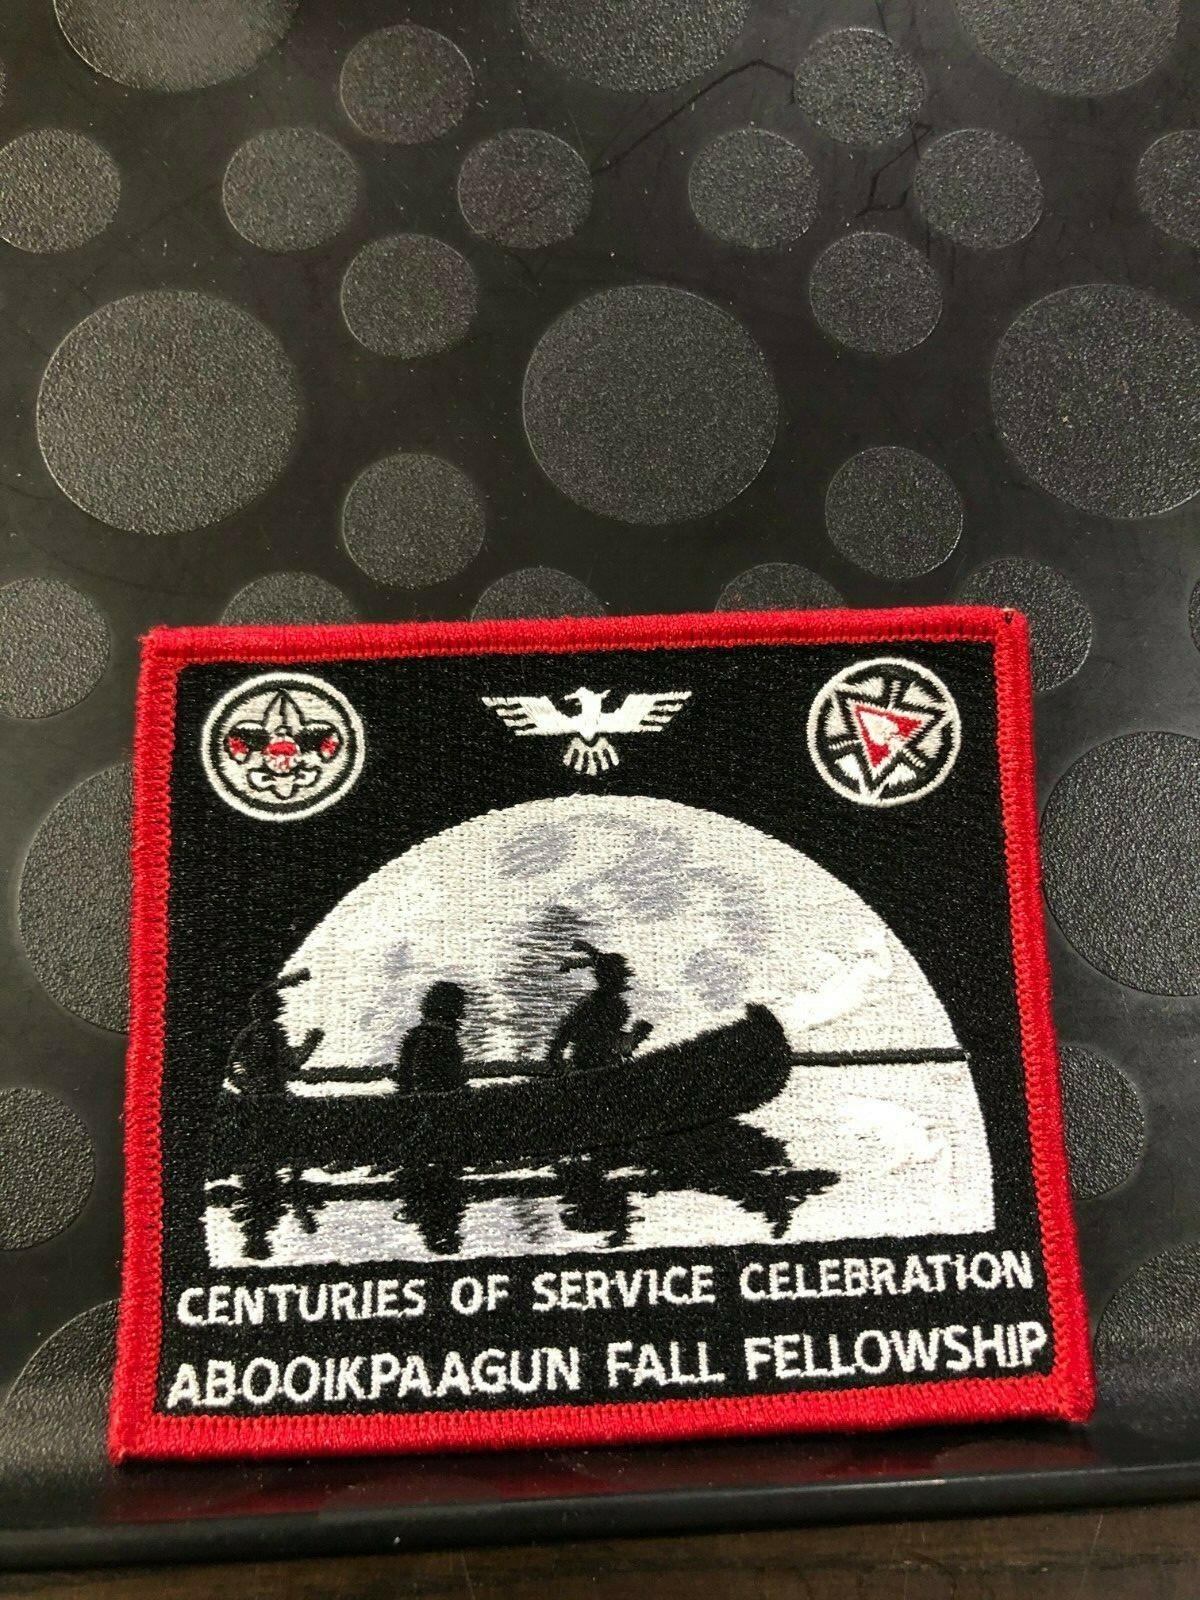 CENTURIES OF SERVICE CELEBRATION
ABOOIKPAAGUN FALL FELLOWSHIP